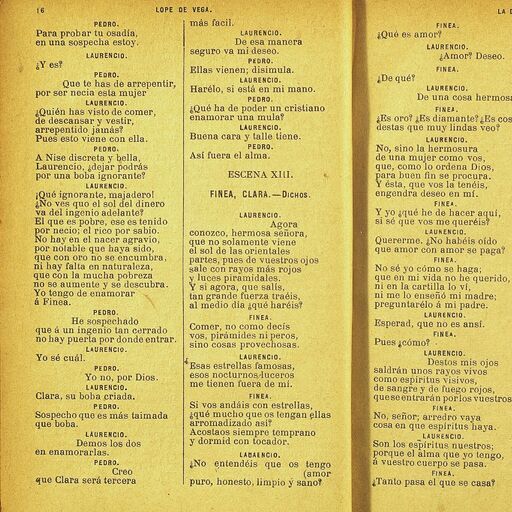 16
LOPE DE VEGA.
PEDRO.
Para probar tu osadía,
en una sospecha estoy.
LAURENCIO.
¿Y es?
PEDRO.
Que te has de arrepentir,
por ser necia esta mujer
LAURENCIO.
¿Quién has visto de comer,
de descansar y vestir,
arrepentido jamás?
Pues esto viene con ella.
PEDRO.
A Nise discreta y bella,
Laurencio, ¿dejar podrás
por una boba ignorante?
LAURENCIO.
¡Qué ignorante, majadero!
¿No ves que el sol del dinero
va del ingenio adelante?
El que es pobre, ese es tenido
por necio; el rico por sabio.
No hay en el nacer agravio,
por notable que haya sido,
que con oro no se encumbra,
ni hay falta en naturaleza,
que con la mucha pobreza
no se aumente y se descubra.
Yo tengo de enamorar
á Finea.
PEDRO.
He sospechado
que á un ingenio tan cerrado
no hay puerta por donde entrar.
LAURENCIO.
Yo sé cuál.
PEDRO.
Yo no, por Dios.
LAURENCIO.
Clara, su boba criada.
PEDRO.
Sospecho que es más taimada
que boba.
LAURENCIO.
Demos los dos
en enamorarlas.
PEDRO.
Creo
que Clara será tercera
más facil.
LAURENCIO.
De esa manera
seguro va mi deseo.
PEDRO.
Ellas vienen; disimula.
LAURENCIO.
Harélo, si está en mi mano.
PEDRO.
¿Qué ha de poder un cristiano
enamorar una mula?
LAURENCIO.
Buena cara y talle tiene.
PEDRO.
Así fuera el alma.
ESCENA XIII.
FINEA, CLARA.—DICHOS.
LAURENCIO.
Agora
conozco, hermosa señora,
que no solamente viene
el sol de las orientales
partes, pues de vuestros ojos
sale con rayos más rojos
y luces piramidales.
Y si agora, que salís,
tan grande fuerza traéis,
al medio día ¿qué haréis?
FINEA.
Comer, no como decís
vos, pirámides ni peros,
sino cosas provechosas.
LAURENCIO.
Esas estrellas famosas,
esos nocturnos luceros
me tienen fuera de mí.
FINEA.
Si vos andáis con estrellas,
¿qué mucho que os tengan ellas
arromadizado así?
Acostaos siempre temprano
y dormid con tocador.
LAUAENCIO.
¿No entendéis que os tengo
(amor
puro, honesto, limpio y sano?
LA
FINEA.
¿Qué es amor?
LAURENCIO.
¿Amor? Deseo.
FINEA.
¿De qué?
LAURENCIO.
De una cosa hermosa
FINEA.
¿Es oro? ¿Es diamante? ¿Es cos
destas que muy lindas veo?
LAURENCIO.
No, sino la hermosura
de una mujer como vos,
que, como lo ordena Dios,
para buen fin se procura.
Y ésta, que vos la tenéis,
engendra deseo en mí.
FINEA.
Y yo ¿qué he de hacer aquí,
si sé que vos me queréis?
LAURENCIO.
Quererme. ¿No habéis oído
que amor con amor se paga?
FINEA.
No sé yo cómo se haga;
que en mi vida no he querido,
ni en la cartilla lo ví,
ni me lo enseñó mi madre;
preguntarélo á mi padre.
LAURENCIO.
Esperad, que no es ansí.
FINEA.
Pues ¿cómo?
LAURENCIO.
Destos mis ojos
saldrán unos rayos vivos
como espíritus visivos,
de sangre y de fuego rojos,
que se entrarán por los vuestros
FINEA.
No, señor; arredro vaya
cosa en que espíritus haya.
LAURENCIO.
Son los espíritus nuestros;
porque el alma que yo tengo,
á vuestro cuerpo se pasa.
FINEA.
¿Tanto pasa el que se casa?